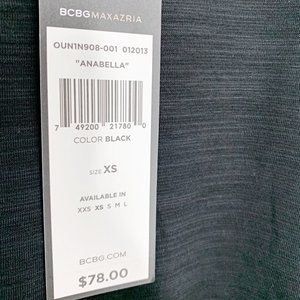 BCBGMAXAZRIA
OUN1N908-001 012013
"ANABELLA"
7 49200 21780 0
COLOR BLACK
SIZE XS
AVAILABLE IN
XXS XS S M L
BCBG.COM
$78.00